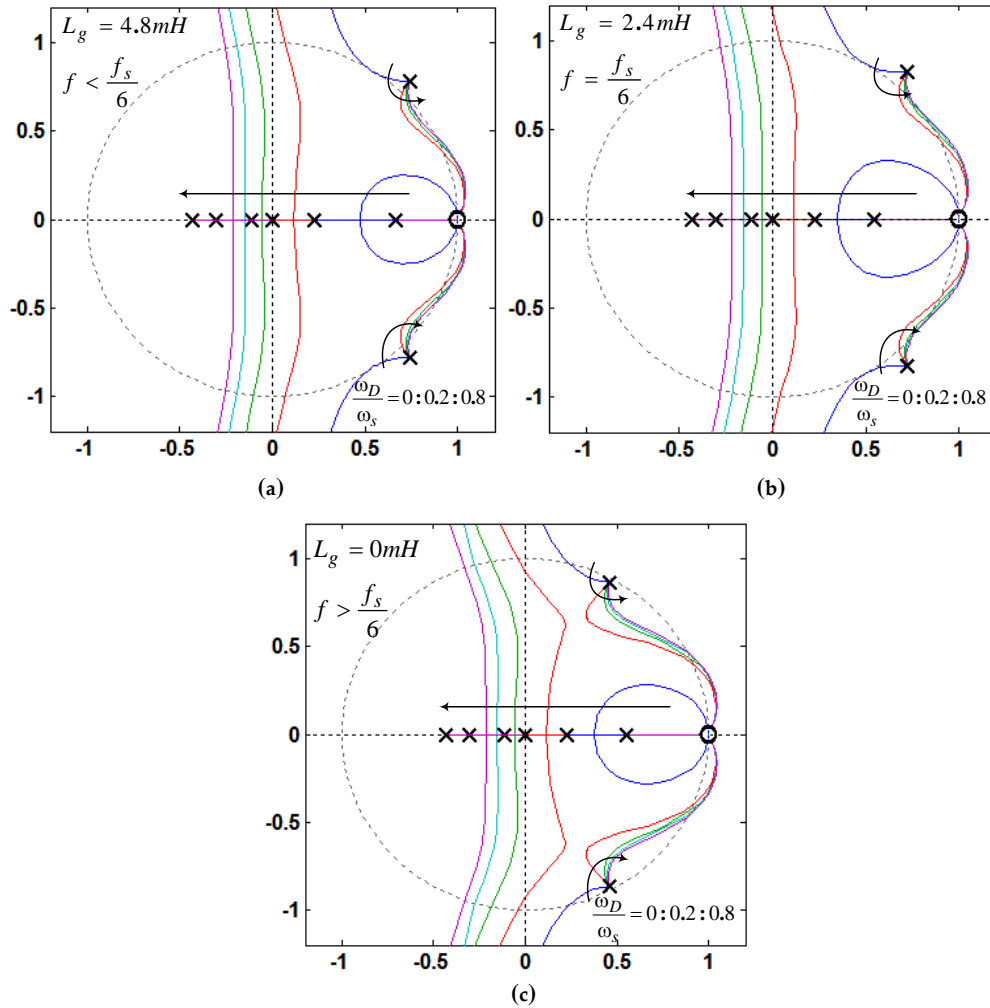 L_g = 4.8mH
f < f_s/6
1
0.5
0
-0.5
-1
ω_D/ω_s = 0:0.2:0.8
-1 -0.5 0 0.5 1
(a)
L_g = 2.4mH
f = f_s/6
1
0.5
0
-0.5
-1
ω_D/ω_s = 0:0.2:0.8
-1 -0.5 0 0.5 1
(b)
L_g = 0mH
f > f_s/6
1
0.5
0
-0.5
-1
ω_D/ω_s = 0:0.2:0.8
-1 -0.5 0 0.5 1
(c)